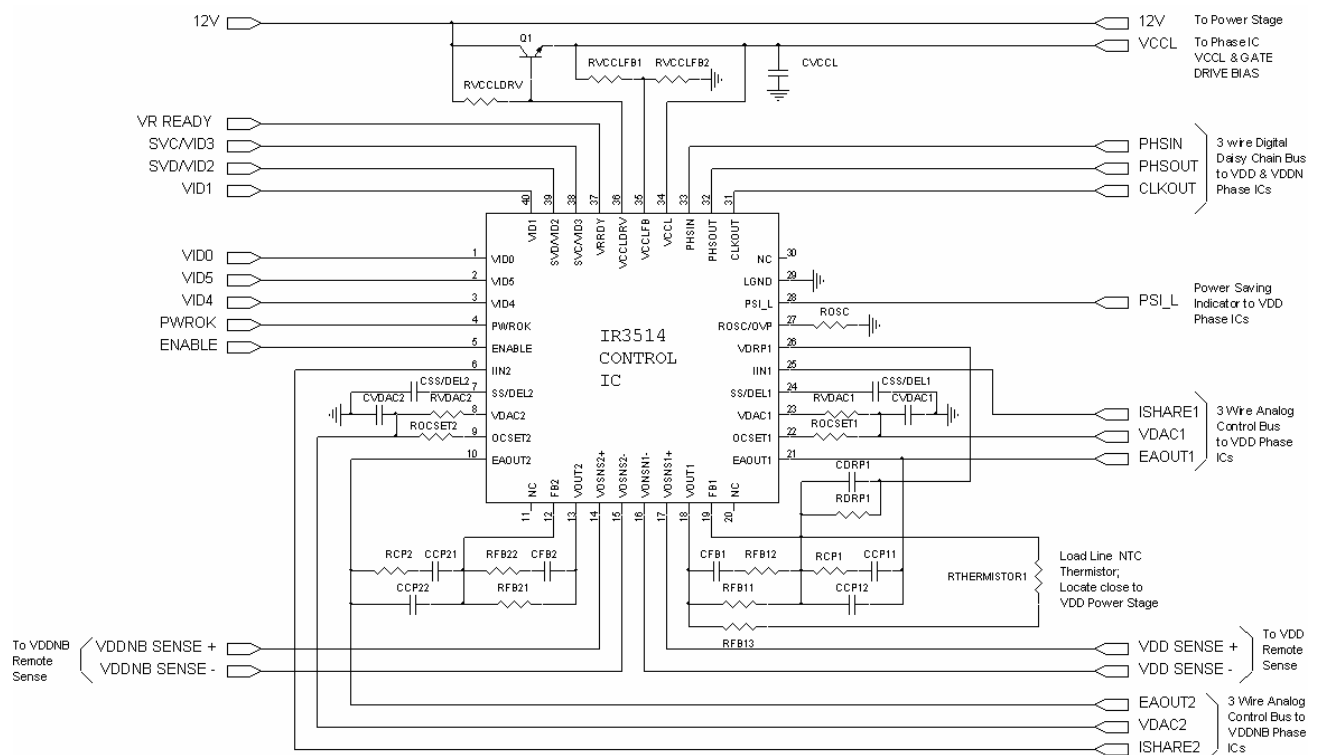 12V
12V
To Power Stage
Q1
VCCL
To Phase IC
VCCL & GATE
DRIVE BIAS
RVCCLFB1
RVCCLFB2
CVCCL
RVCCLDRV
VR READY
SVC/VID3
SVD/VID2
VID1
PHSIN
PHSOUT
CLKOUT
3 wire Digital
Daisy Chain Bus
to VDD & VDDN
Phase ICs
40
39
38
37
36
35
34
33
32
31
VID1
SVD/VID2
SVC/VID3
VRRDY
VCCLDRV
VCCLFB
VCCL
PHSIN
PHSOUT
CLKOUT
VID0
VID5
VID4
PWROK
ENABLE
1
2
3
4
5
6
7
8
9
10
VID0
VID5
VID4
PWROK
ENABLE
IIN2
SS/DEL2
VDAC2
OCSET2
EAOUT2
IR3514
CONTROL
IC
NC
LGND
PSI_L
ROSC/OVP
VDRP1
IIN1
SS/DEL1
VDAC1
OCSET1
EAOUT1
30
29
28
27
26
25
24
23
22
21
ROSC
PSI_L
Power Saving
Indicator to VDD
Phase ICs
CSS/DEL2
CVDAC2
RVDAC2
ROCSET2
CSS/DEL1
RVDAC1
CVDAC1
ROCSET1
ISHARE1
VDAC1
EAOUT1
3 Wire Analog
Control Bus
to VDD Phase
ICs
NC
FB2
VOUT2
VOSNS2+
VOSNS2-
VONSN1-
VOSNS1+
VOUT1
FB1
NC
11
12
13
14
15
16
17
18
19
20
CDRP1
RDRP1
RCP2
CCP21
RFB22
CFB2
CCP22
RFB21
CFB1
RFB12
RCP1
CCP11
RFB11
CCP12
RFB13
RTHERMISTOR1
Load Line NTC
Thermistor;
Locate close to
VDD Power Stage
To VDDNB
Remote
Sense
VDDNB SENSE +
VDDNB SENSE -
VDD SENSE +
VDD SENSE -
To VDD
Remote
Sense
EAOUT2
VDAC2
ISHARE2
3 Wire Analog
Control Bus to
VDDNB Phase
ICs